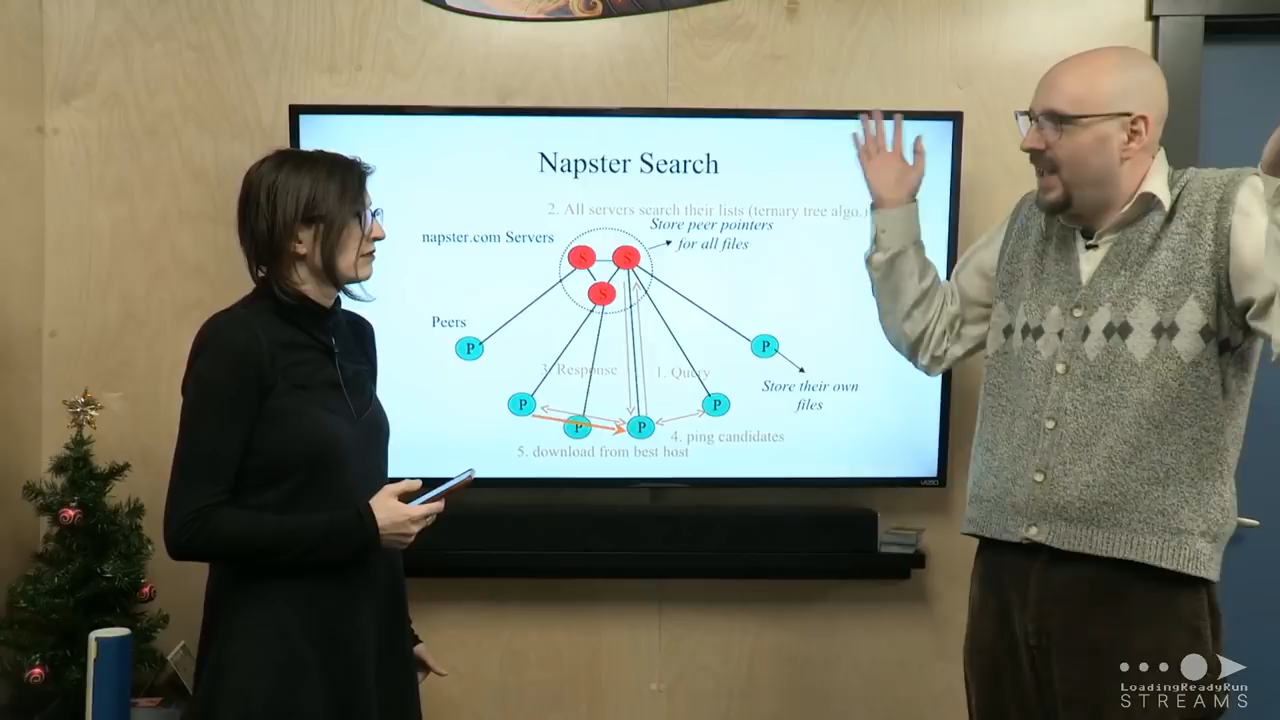 Napster Search
2. All servers search their lists (ternary tree algo.)
Store peer pointers
for all files
napster.com Servers
S
S
S
Peers
P
P
3. Response
1. Query
Store their own
files
P
P
P
P
4. ping candidates
5. download from best host
VIZIO
LoadingReadyRun
STREAMS